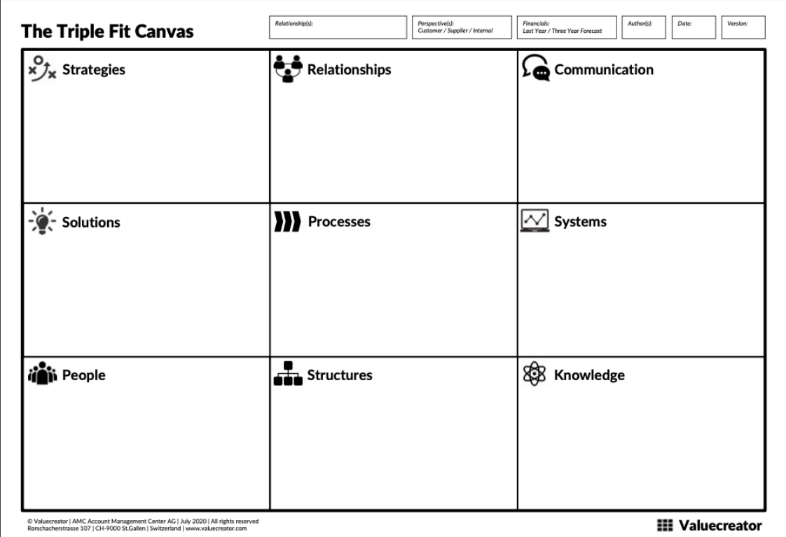 The Triple Fit Canvas
Relationship(s):
Perspective(s):
Customer / Supplier / Internal
Financials:
Last Year / Three Year Forecast
Author(s):
Date:
Version:
Strategies
Relationships
Communication
Solutions
Processes
Systems
People
Structures
Knowledge
© Valuecreator | AMC Account Management Center AG | July 2020 | All rights reserved
Rorschacherstrasse 107 | CH-9000 St.Gallen | Switzerland | www.valuecreator.com
Valuecreator